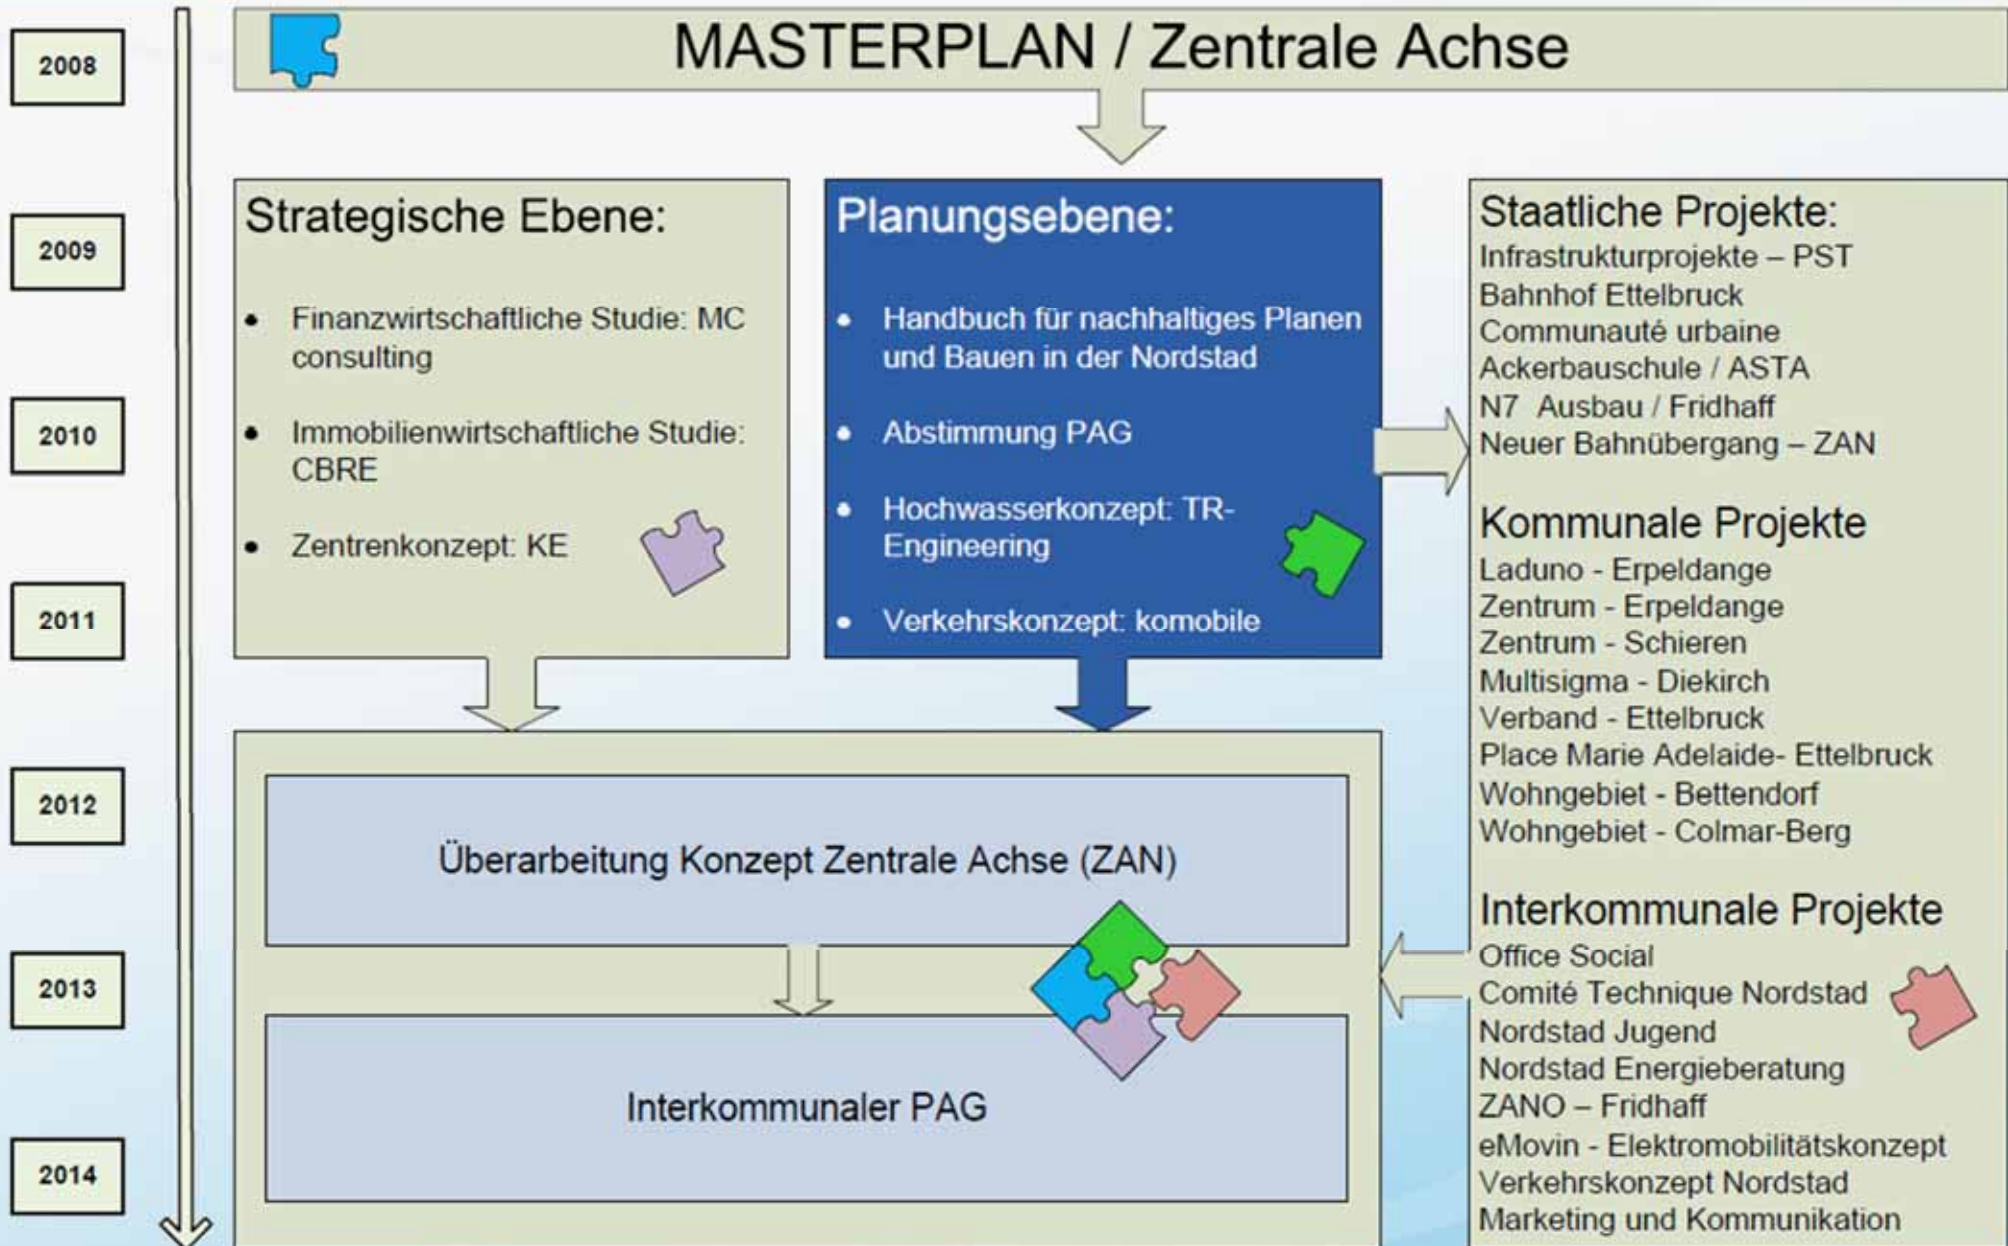 MASTERPLAN / Zentrale Achse
2008
2009
2010
2011
2012
2013
2014
Strategische Ebene:
• Finanzwirtschaftliche Studie: MC
consulting
• Immobilienwirtschaftliche Studie:
CBRE
• Zentrenkonzept: KE
Planungsebene:
• Handbuch für nachhaltiges Planen
und Bauen in der Nordstad
• Abstimmung PAG
• Hochwasserkonzept: TR-
Engineering
• Verkehrskonzept: komobile
Staatliche Projekte:
Infrastrukturprojekte – PST
Bahnhof Ettelbruck
Communauté urbaine
Ackerbauschule / ASTA
N7 Ausbau / Fridhaff
Neuer Bahnübergang – ZAN
Kommunale Projekte
Laduno - Erpeldange
Zentrum - Erpeldange
Zentrum - Schieren
Multisigma - Diekirch
Verband - Ettelbruck
Place Marie Adelaide- Ettelbruck
Wohngebiet - Bettendorf
Wohngebiet - Colmar-Berg
Interkommunale Projekte
Office Social
Comité Technique Nordstad
Nordstad Jugend
Nordstad Energieberatung
ZANO – Fridhaff
eMovin - Elektromobilitätskonzept
Verkehrskonzept Nordstad
Marketing und Kommunikation
Überarbeitung Konzept Zentrale Achse (ZAN)
Interkommunaler PAG